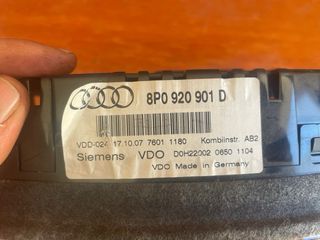 8P0 920 901 D
VDD-024 17.10.07 7601 1180 Kombiinstr. AB2
Siemens VDO D0H22002 0650 1104
VDO Made in Germany